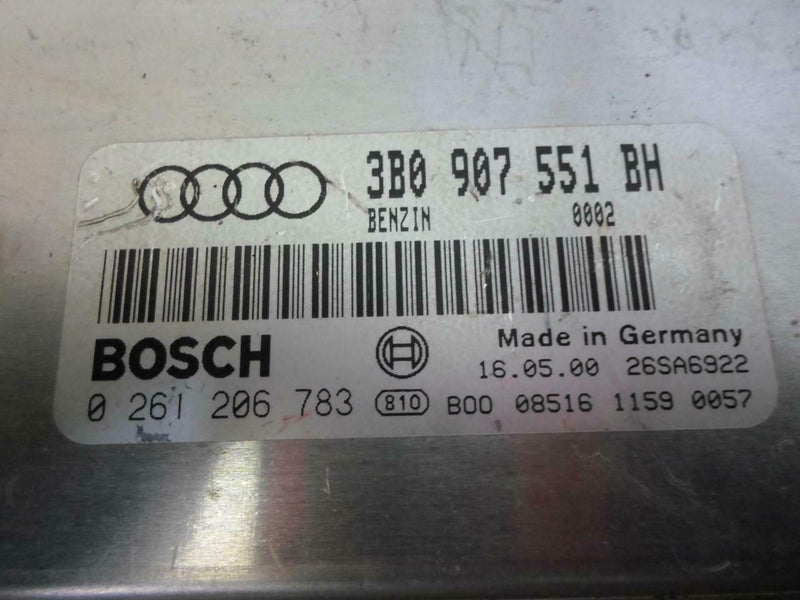 3B0 907 551 BH
BENZIN 0002
BOSCH
Made in Germany
16.05.00 26SA6922
0 261 206 783 810 B00 08516 1159 0057